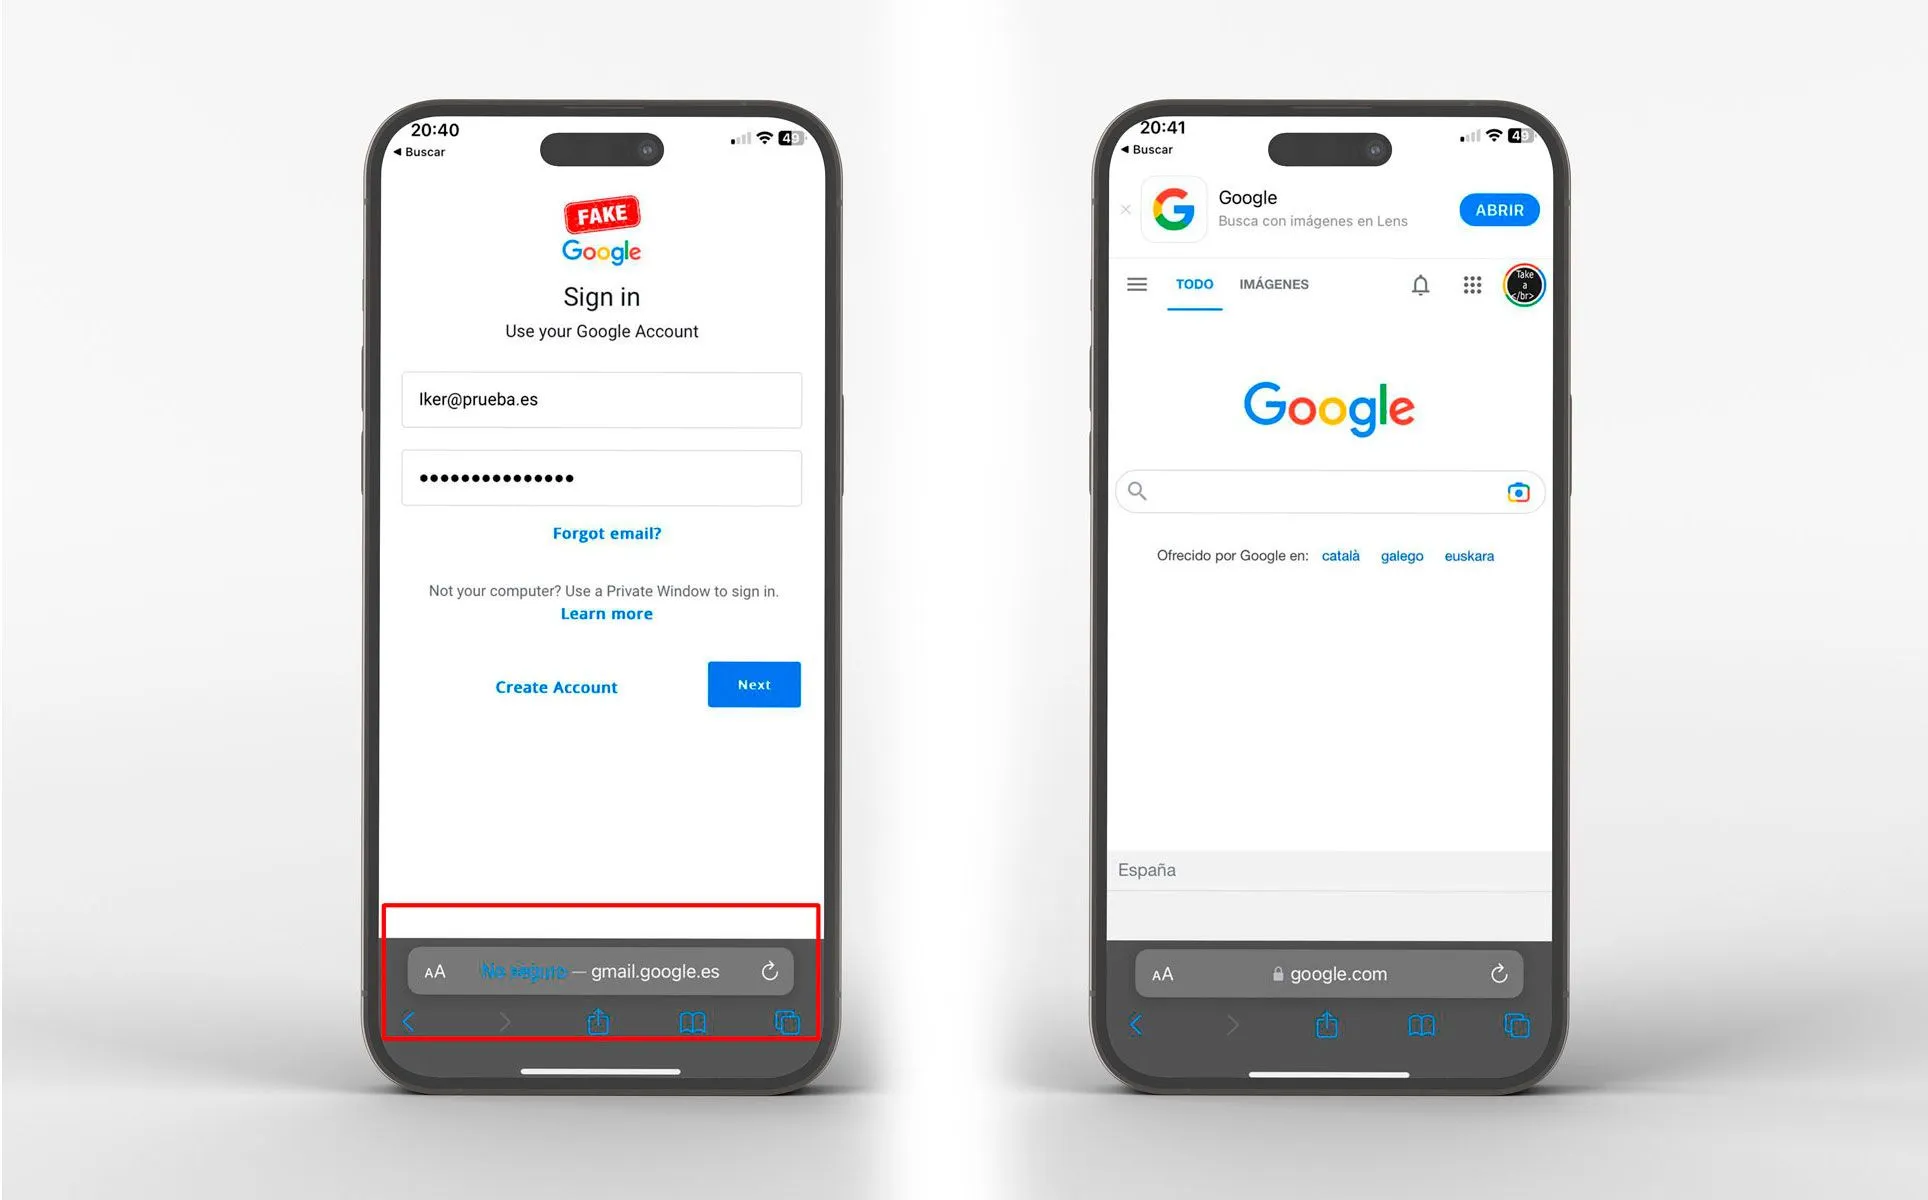 20:40
◄ Buscar
49
FAKE
Google
Sign in
Use your Google Account
Iker@prueba.es
Forgot email?
Not your computer? Use a Private Window to sign in.
Learn more
Create Account
Next
AA
No seguro — gmail.google.es
20:41
◄ Buscar
49
Google
Busca con imágenes en Lens
ABRIR
TODO
IMÁGENES
Take
a
</br>
Google
Ofrecido por Google en: català galego euskara
España
AA
google.com